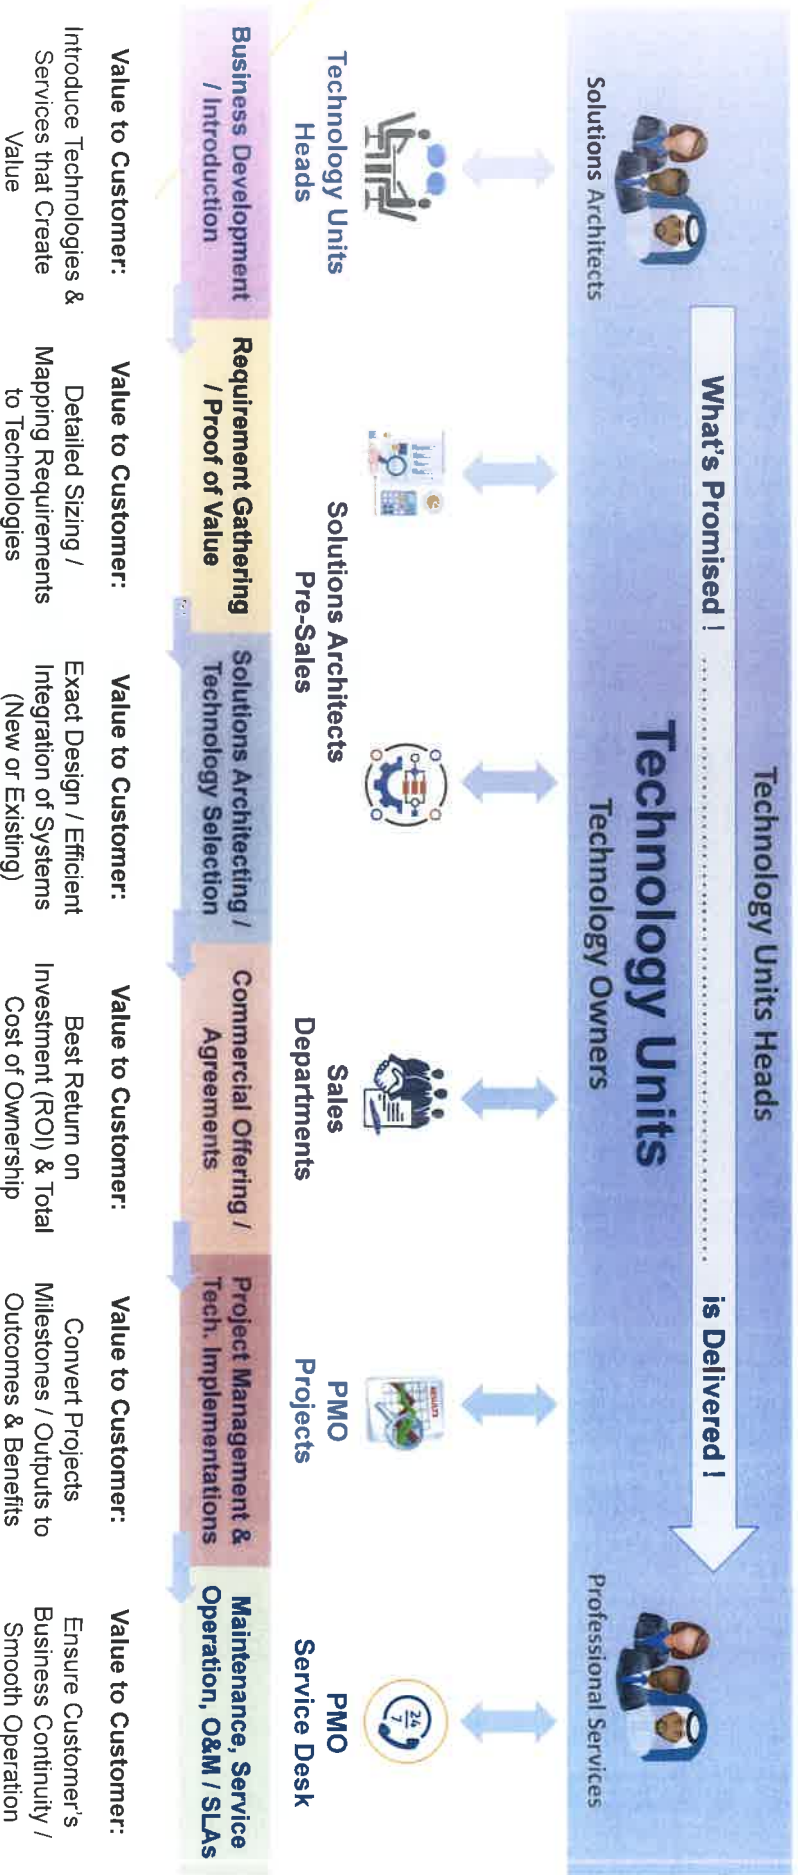 Technology Units Heads
What's Promised ! ........................................ is Delivered !
Technology Units
Technology Owners
Solutions Architects
Professional Services
RESULTS
24
7
Technology Units
Heads
Solutions Architects
Pre-Sales
Sales
Departments
PMO
Projects
PMO
Service Desk
Business Development
/ Introduction
Requirement Gathering
/ Proof of Value
Solutions Architecting /
Technology Selection
Commercial Offering /
Agreements
Project Management &
Tech. Implementations
Maintenance, Service
Operation, O&M / SLAs
Value to Customer:
Introduce Technologies &
Services that Create
Value
Value to Customer:
Detailed Sizing /
Mapping Requirements
to Technologies
Value to Customer:
Exact Design / Efficient
Integration of Systems
(New or Existing)
Value to Customer:
Best Return on
Investment (ROI) & Total
Cost of Ownership
Value to Customer:
Convert Projects
Milestones / Outputs to
Outcomes & Benefits
Value to Customer:
Ensure Customer's
Business Continuity /
Smooth Operation